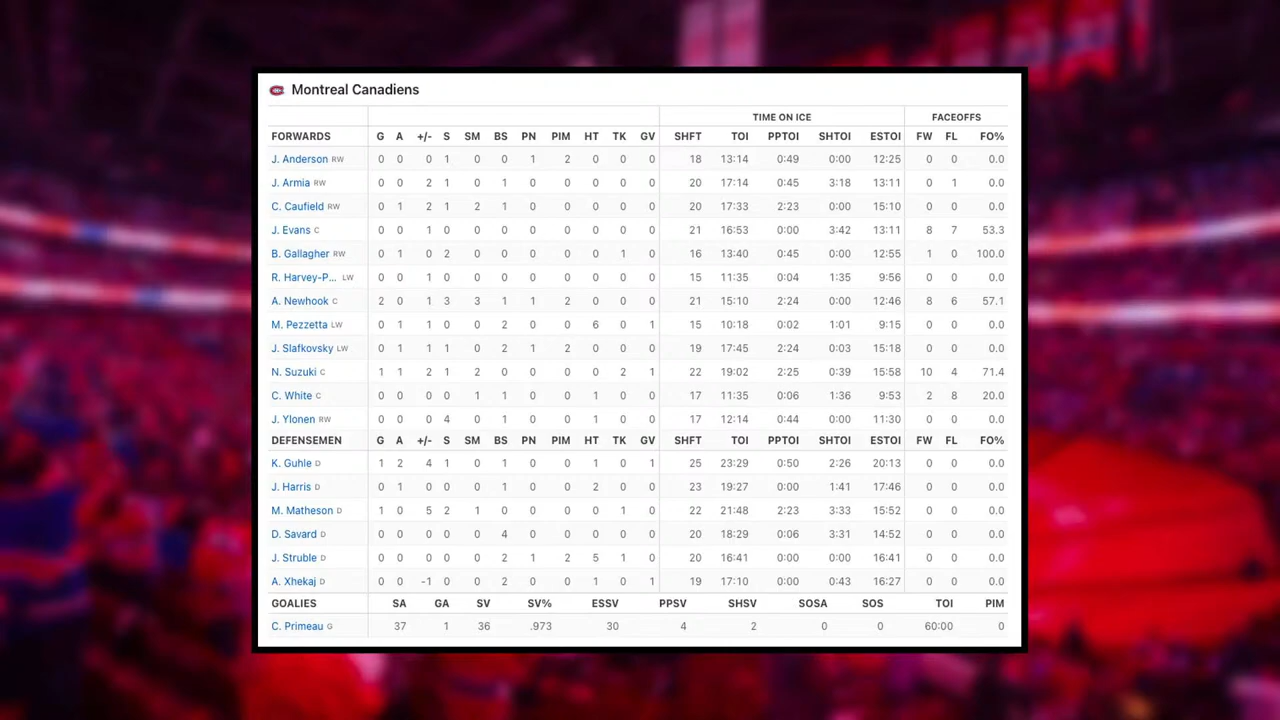 Montreal Canadiens
TIME ON ICE FACEOFFS
FORWARDS G A +/- S SM BS PN PIM HT TK GV SHFT TOI PPTOI SHTOI ESTOI FW FL FO%
J. Anderson RW 0 0 0 1 0 0 1 2 0 0 0 18 13:14 0:49 0:00 12:25 0 0 0.0
J. Armia RW 0 0 2 1 0 1 0 0 0 0 0 20 17:14 0:45 3:18 13:11 0 1 0.0
C. Caufield RW 0 1 2 1 2 1 0 0 0 0 0 20 17:33 2:23 0:00 15:10 0 0 0.0
J. Evans C 0 0 1 0 0 0 0 0 0 0 0 21 16:53 0:00 3:42 13:11 8 7 53.3
B. Gallagher RW 0 1 0 2 0 0 0 0 0 1 0 16 13:40 0:45 0:00 12:55 1 0 100.0
R. Harvey-P... LW 0 0 1 0 0 0 0 0 0 0 0 15 11:35 0:04 1:35 9:56 0 0 0.0
A. Newhook C 2 0 1 3 3 1 1 2 0 0 0 21 15:10 2:24 0:00 12:46 8 6 57.1
M. Pezzetta LW 0 1 1 0 0 2 0 0 6 0 1 15 10:18 0:02 1:01 9:15 0 0 0.0
J. Slafkovsky LW 0 1 1 1 0 2 1 2 0 0 0 19 17:45 2:24 0:03 15:18 0 0 0.0
N. Suzuki C 1 1 2 1 2 0 0 0 0 2 1 22 19:02 2:25 0:39 15:58 10 4 71.4
C. White C 0 0 0 0 1 1 0 0 1 0 0 17 11:35 0:06 1:36 9:53 2 8 20.0
J. Ylonen RW 0 0 0 4 0 1 0 0 1 0 0 17 12:14 0:44 0:00 11:30 0 0 0.0
DEFENSEMEN G A +/- S SM BS PN PIM HT TK GV SHFT TOI PPTOI SHTOI ESTOI FW FL FO%
K. Guhle D 1 2 4 1 0 1 0 0 1 0 1 25 23:29 0:50 2:26 20:13 0 0 0.0
J. Harris D 0 1 0 0 0 1 0 0 2 0 0 23 19:27 0:00 1:41 17:46 0 0 0.0
M. Matheson D 1 0 5 2 1 0 0 0 0 1 0 22 21:48 2:23 3:33 15:52 0 0 0.0
D. Savard D 0 0 0 0 0 4 0 0 0 0 0 20 18:29 0:06 3:31 14:52 0 0 0.0
J. Struble D 0 0 0 0 0 2 1 2 5 1 0 20 16:41 0:00 0:00 16:41 0 0 0.0
A. Xhekaj D 0 0 -1 0 0 2 0 0 1 0 1 19 17:10 0:00 0:43 16:27 0 0 0.0
GOALIES SA GA SV SV% ESSV PPSV SHSV SOSA SOS TOI PIM
C. Primeau G 37 1 36 .973 30 4 2 0 0 60:00 0